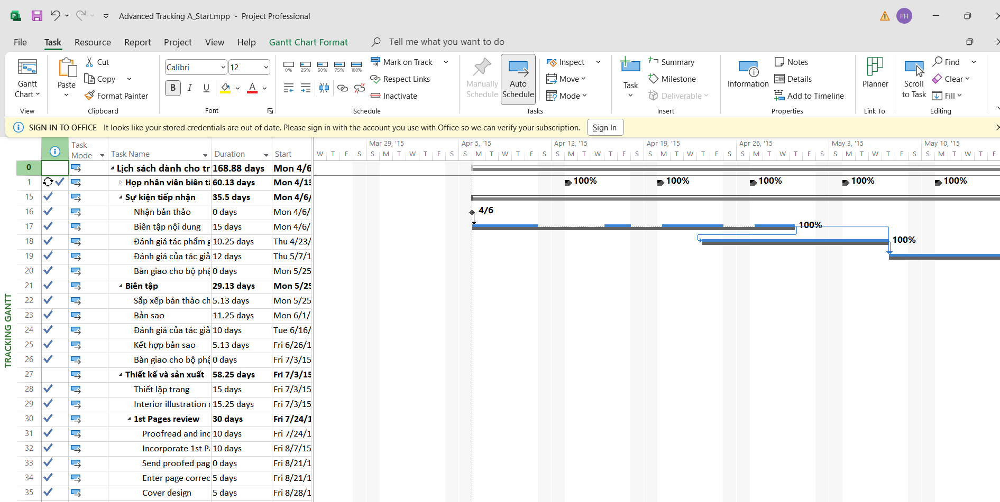 Advanced Tracking A_Start.mpp - Project Professional
PH
File Task Resource Report Project View Help Gantt Chart Format Tell me what you want to do
Gantt Chart
View
Paste
Cut
Copy
Format Painter
Clipboard
Calibri 12
B I U A
Font
0% 25% 50% 75% 100%
Mark on Track
Respect Links
Inactivate
Schedule
Manually Schedule
Auto Schedule
Inspect
Move
Mode
Tasks
Task
Summary
Milestone
Deliverable
Insert
Information
Notes
Details
Add to Timeline
Properties
Planner
Link To
Scroll to Task
Find
Clear
Fill
Editing
SIGN IN TO OFFICE It looks like your stored credentials are out of date. Please sign in with the account you use with Office so we can verify your subscription. Sign In
Task Mode Task Name Duration Start
Mar 29, '15 Apr 5, '15 Apr 12, '15 Apr 19, '15 Apr 26, '15 May 3, '15 May 10, '15
W T F S S M T W T F S S M T W T F S S M T W T F S S M T W T F S S M T W T F S S M T W T F S S M T W T F
0 Lịch sách dành cho tr 168.88 days Mon 4/6
1 Họp nhân viên biên tậ 60.13 days Mon 4/13 100% 100% 100% 100% 100%
15 Sự kiện tiếp nhận 35.5 days Mon 4/6/
16 Nhận bản thảo 0 days Mon 4/6/ 4/6
17 Biên tập nội dung 15 days Mon 4/6/ 100%
18 Đánh giá tác phẩm g 10.25 days Thu 4/23/ 100%
19 Đánh giá của tác giả 12 days Thu 5/7/1
20 Bàn giao cho bộ phậ 0 days Mon 5/25
21 Biên tập 29.13 days Mon 5/25
22 Sắp xếp bản thảo ch 5.13 days Mon 5/25
23 Bản sao 11.25 days Mon 6/1/
24 Đánh giá của tác giả 10 days Tue 6/16/
25 Kết hợp bản sao 5.13 days Fri 6/26/1
26 Bàn giao cho bộ phậ 0 days Fri 7/3/15
27 Thiết kế và sản xuất 58.25 days Fri 7/3/15
28 Thiết lập trang 15 days Fri 7/3/15
29 Interior illustration 15.25 days Fri 7/3/15
30 1st Pages review 30 days Fri 7/24/1
31 Proofread and ind 10 days Fri 7/24/1
32 Incorporate 1st Pa 10 days Fri 8/7/15
33 Send proofed pag 0 days Fri 8/21/1
34 Enter page correc 5 days Fri 8/21/1
35 Cover design 5 days Fri 8/28/1
TRACKING GANTT